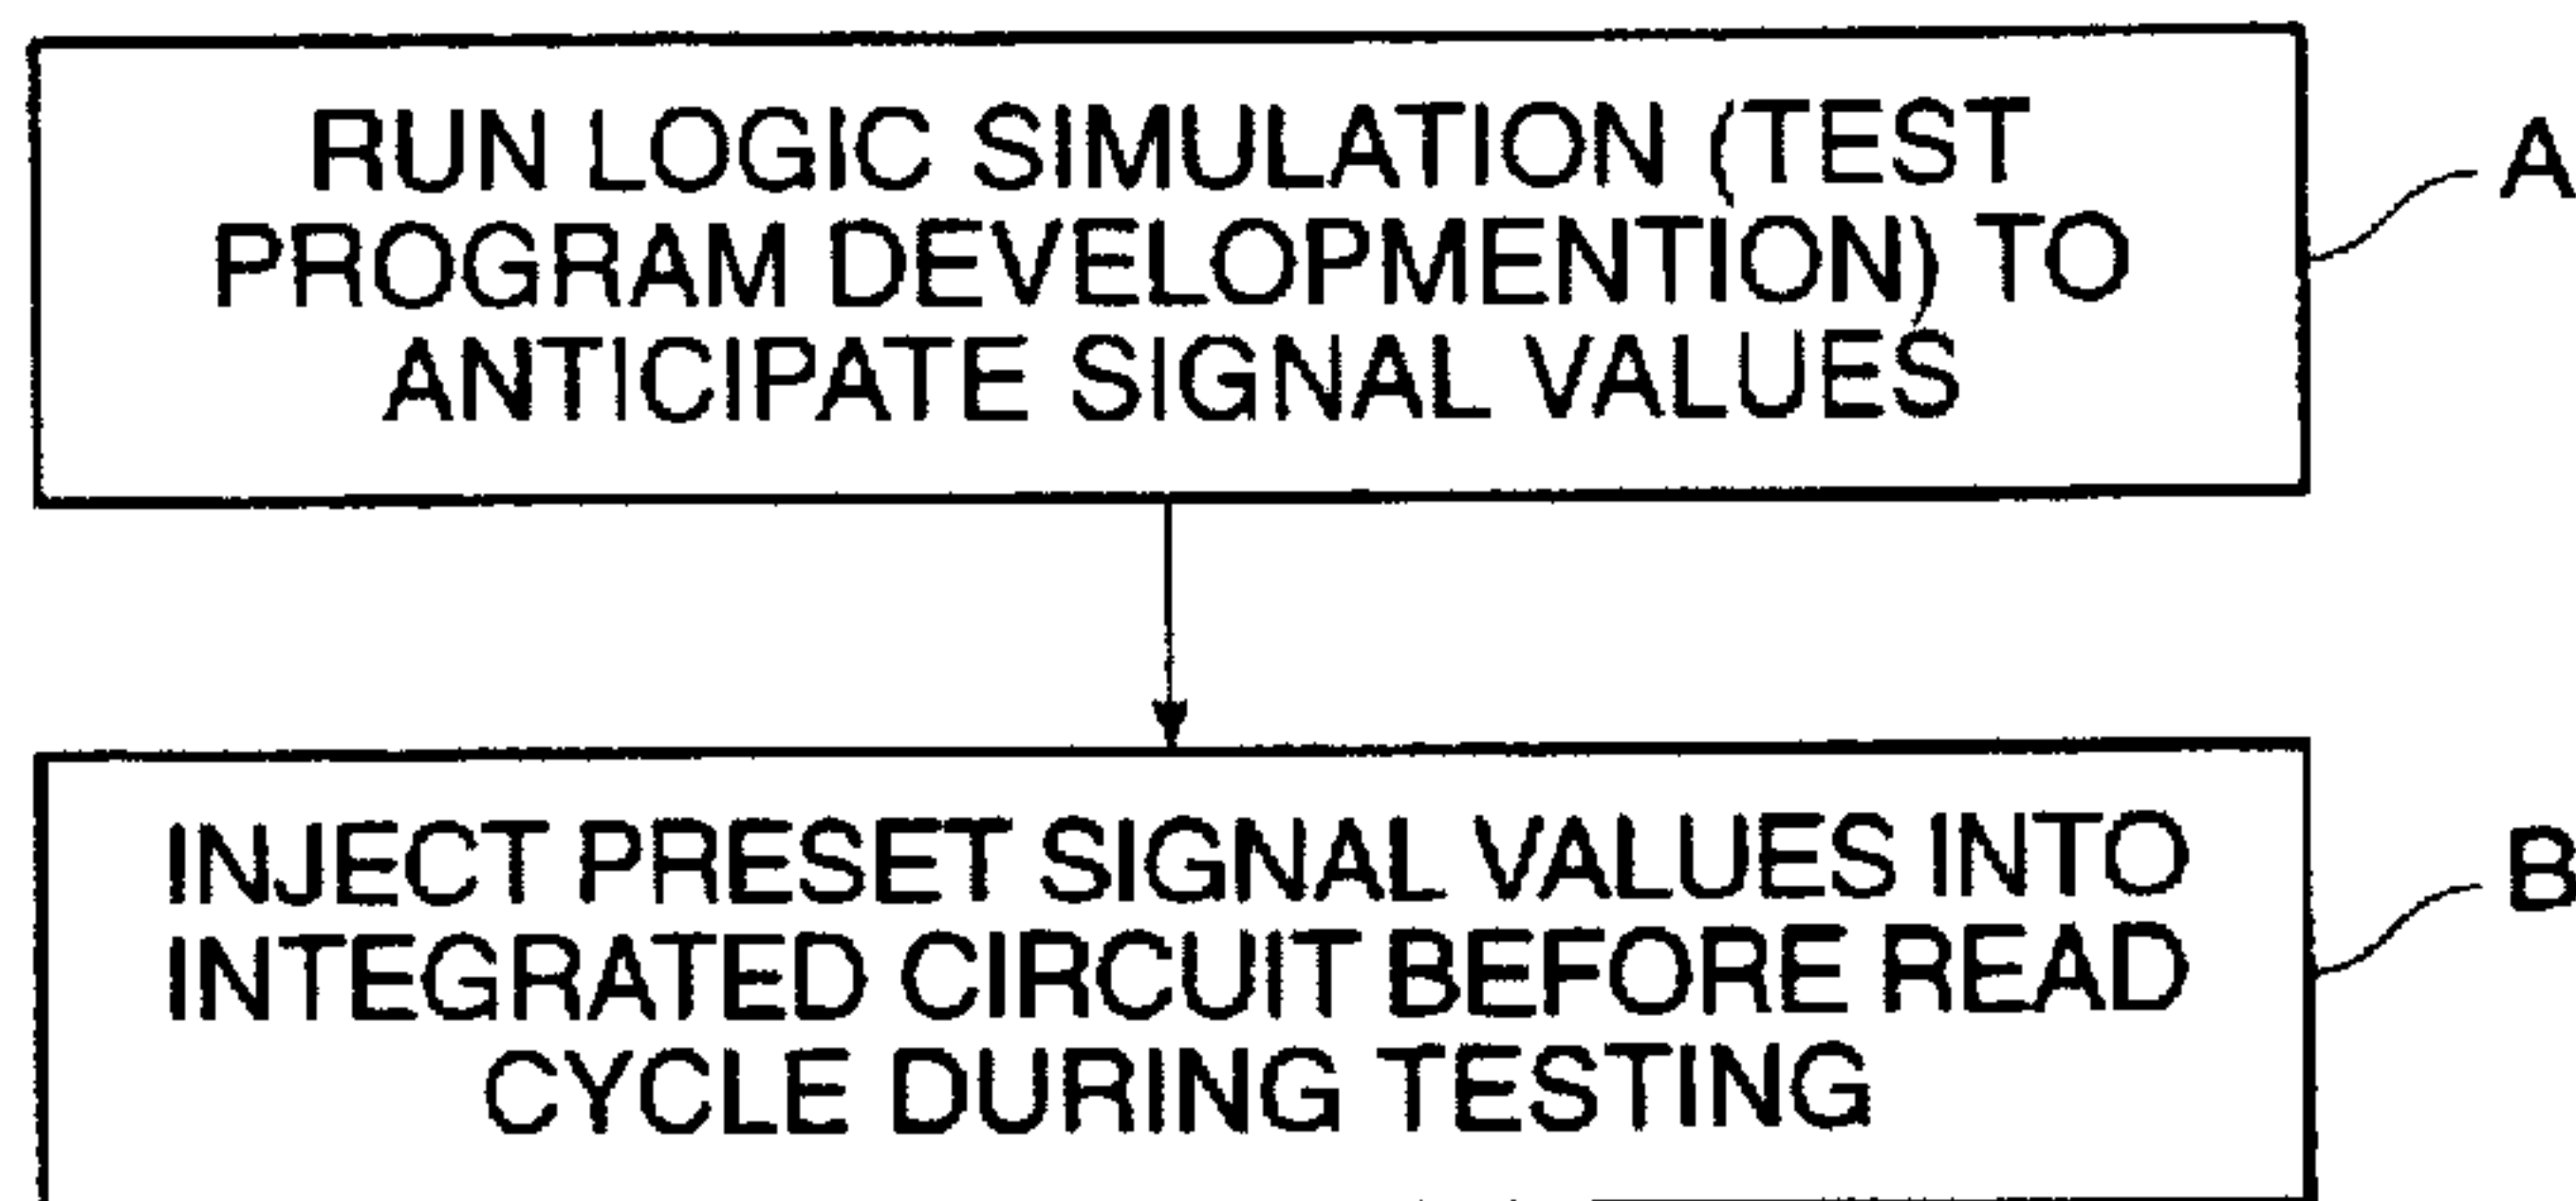 RUN LOGIC SIMULATION (TEST
PROGRAM DEVELOPMENTION) TO
ANTICIPATE SIGNAL VALUES
A
INJECT PRESET SIGNAL VALUES INTO
INTEGRATED CIRCUIT BEFORE READ
CYCLE DURING TESTING
B